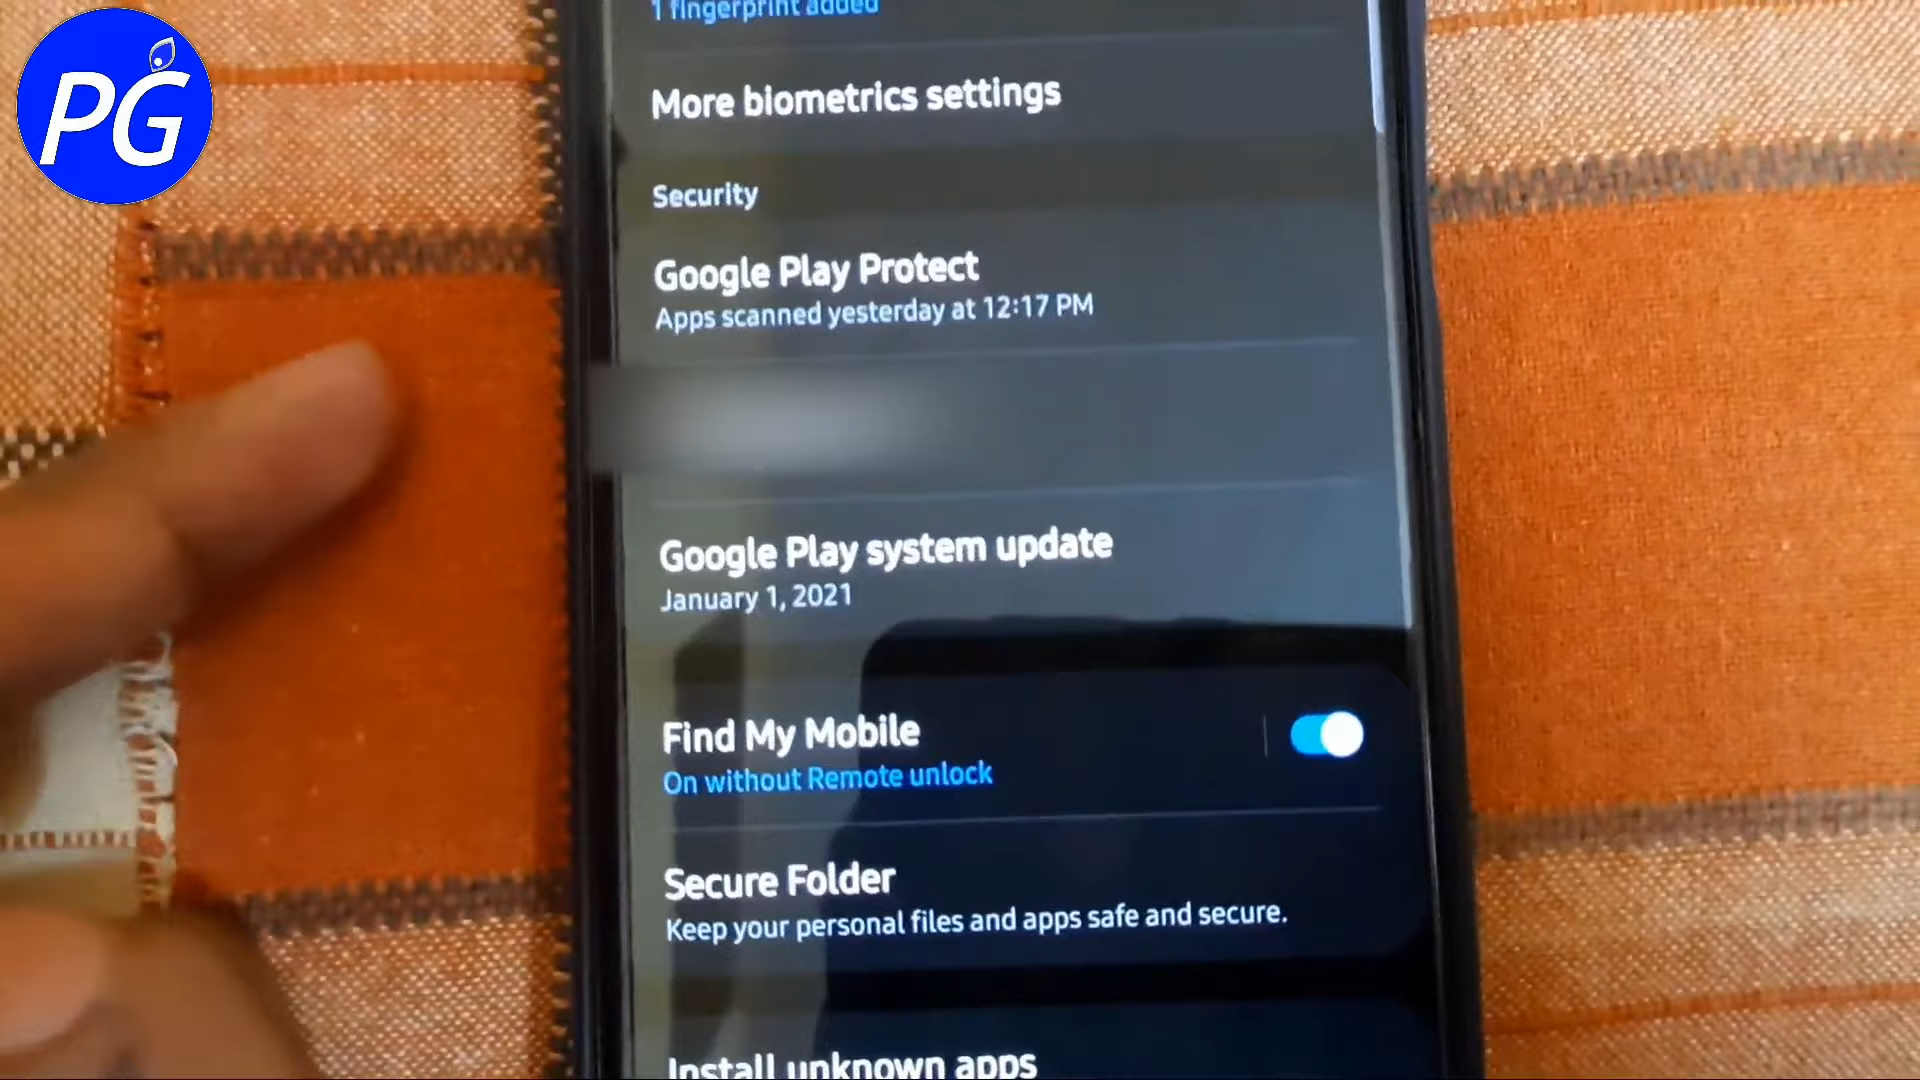 PG
1 fingerprint added
More biometrics settings
Security
Google Play Protect
Apps scanned yesterday at 12:17 PM
Google Play system update
January 1, 2021
Find My Mobile
On without Remote unlock
Secure Folder
Keep your personal files and apps safe and secure.
Install unknown apps